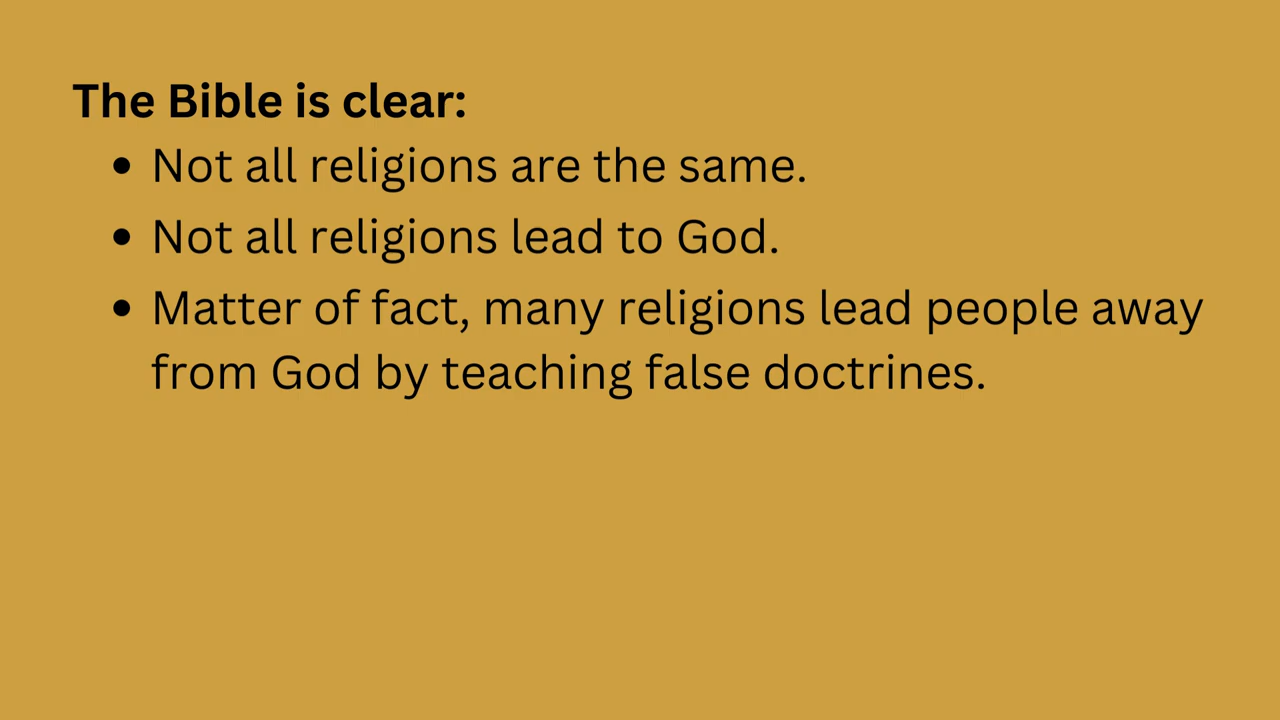 The Bible is clear:
• Not all religions are the same.
• Not all religions lead to God.
• Matter of fact, many religions lead people away
from God by teaching false doctrines.